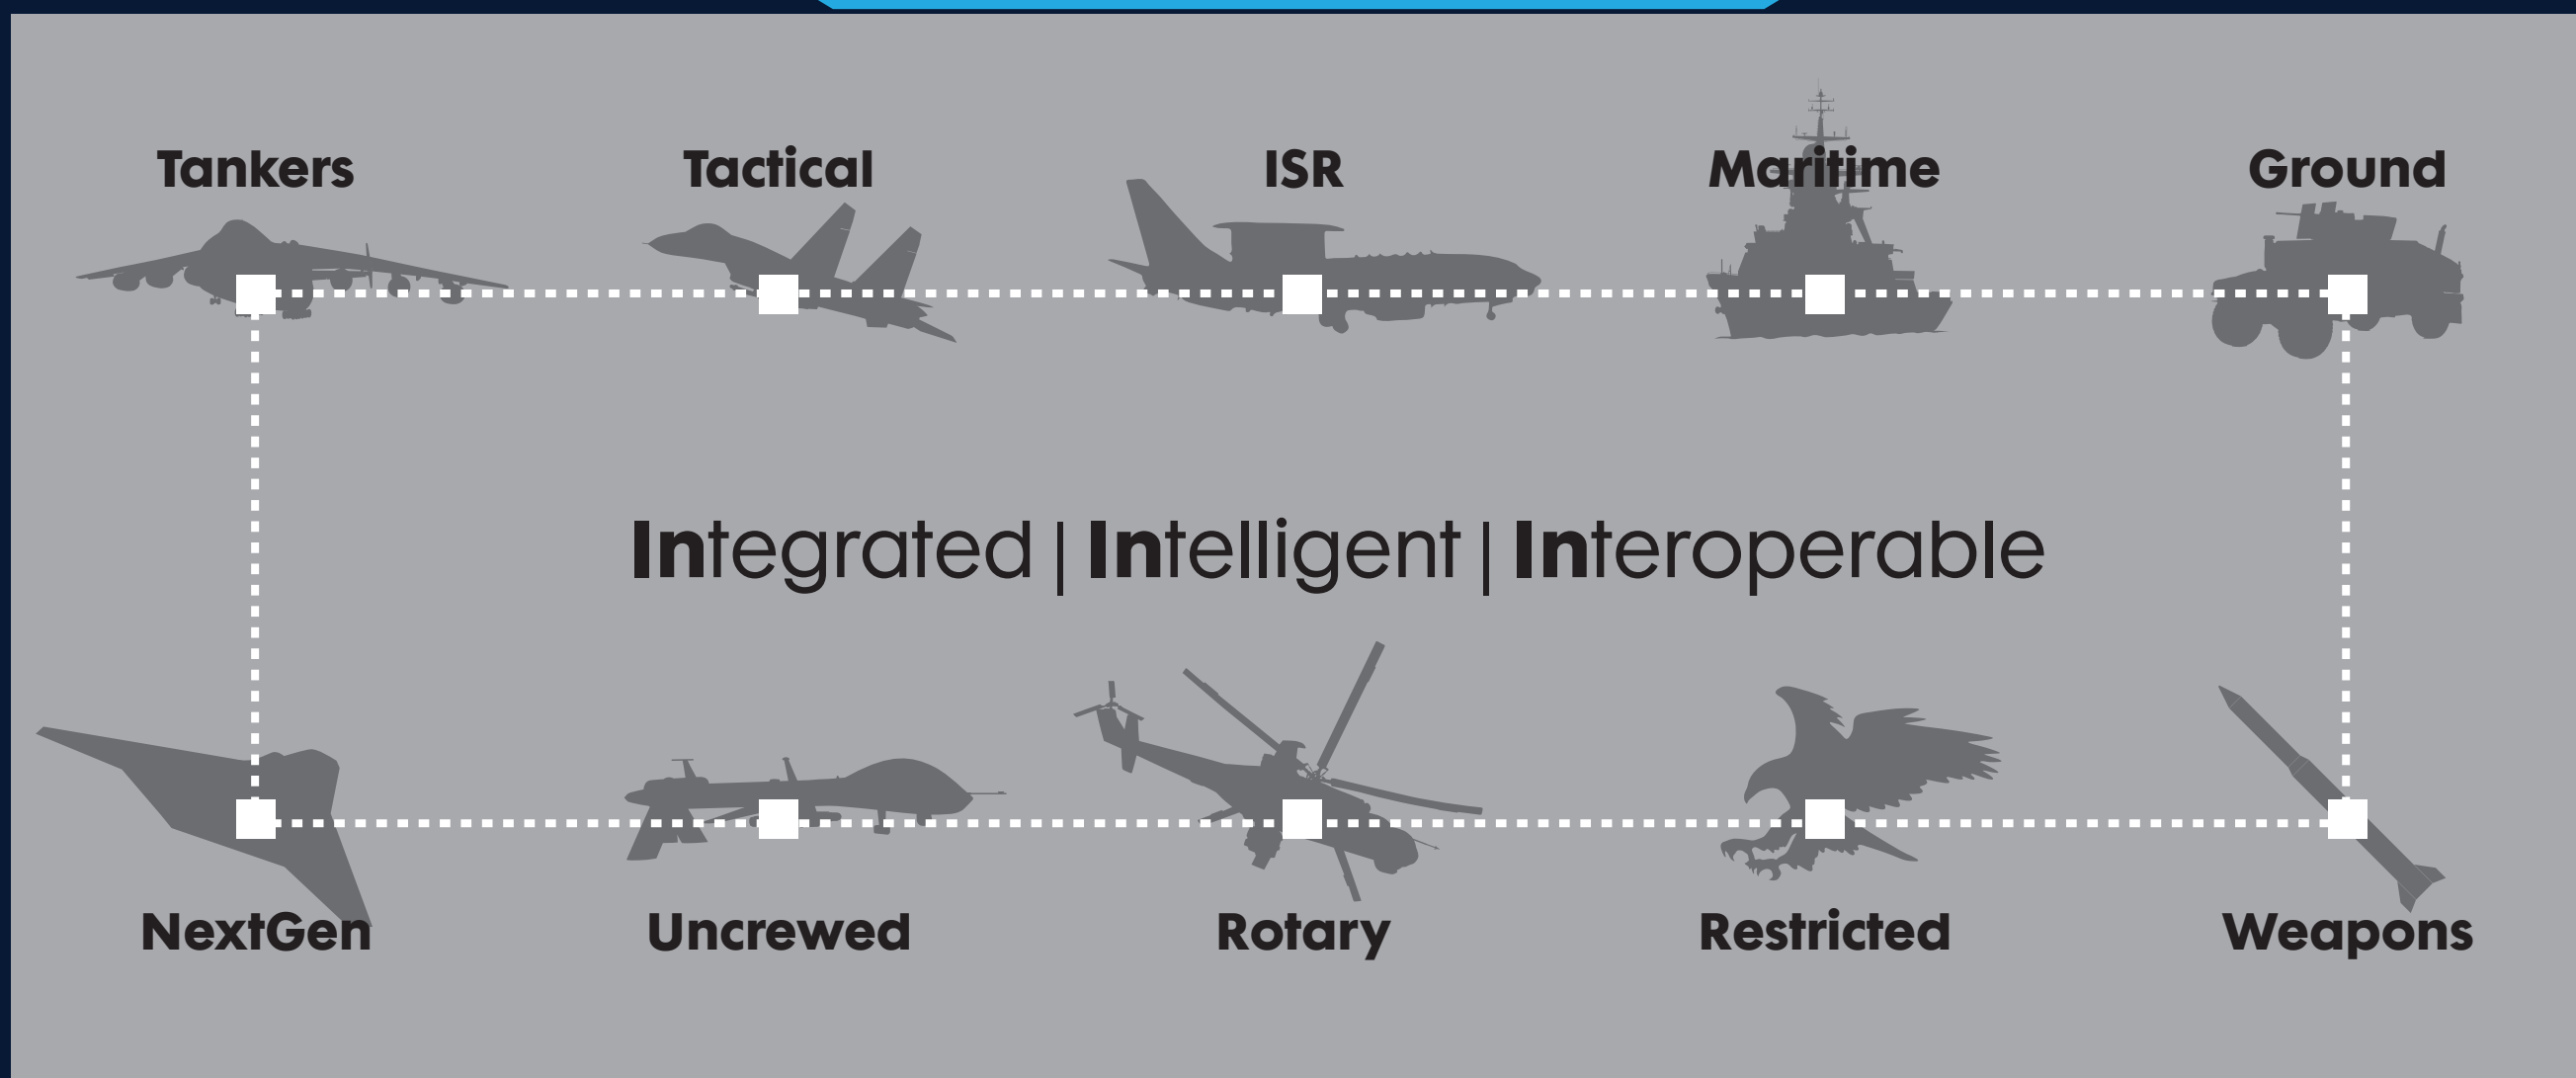 Tankers Tactical ISR Maritime Ground
Integrated | Intelligent | Interoperable
NextGen Uncrewed Rotary Restricted Weapons